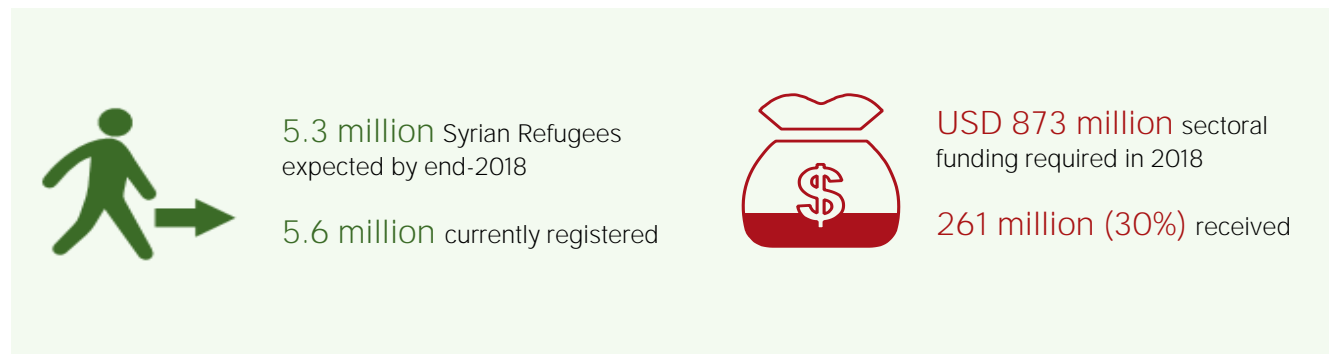 5.3 million Syrian Refugees
expected by end-2018
5.6 million currently registered
$
USD 873 million sectoral
funding required in 2018
261 million (30%) received